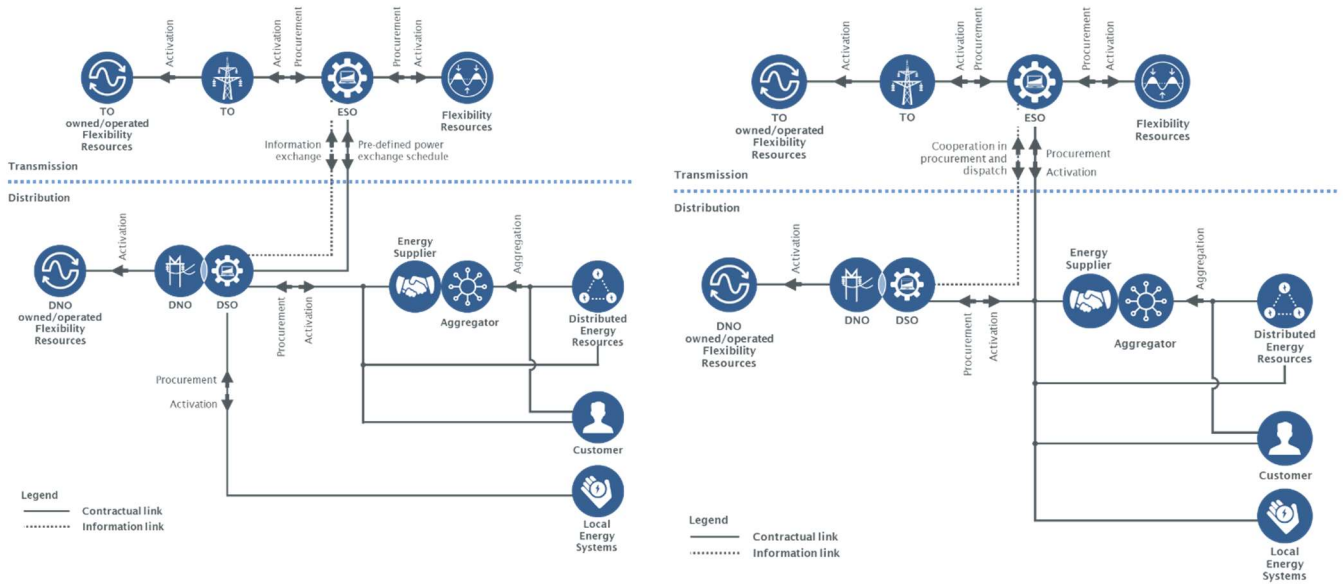 Activation
Activation
Procurement
Procurement
Activation
TO
owned/operated
Flexibility
Resources
TO
ESO
Flexibility
Resources
Information
exchange
Pre-defined power
exchange schedule
Transmission
Distribution
Activation
DNO
owned/operated
Flexibility
Resources
DNO
DSO
Procurement
Activation
Energy
Supplier
Aggregator
Aggregation
Distributed
Energy
Resources
Procurement
Activation
Customer
Local
Energy
Systems
Legend
Contractual link
Information link
Activation
Activation
Procurement
Procurement
Activation
TO
owned/operated
Flexibility
Resources
TO
ESO
Flexibility Resources
Cooperation in
procurement and
dispatch
Procurement
Activation
Transmission
Distribution
Activation
DNO
owned/operated
Flexibility
Resources
DNO
DSO
Procurement
Activation
Energy
Supplier
Aggregator
Aggregation
Distributed
Energy
Resources
Customer
Local
Energy
Systems
Legend
Contractual link
Information link